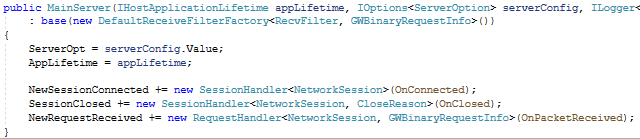 public MainServer(IHostApplicationLifetime appLifetime, IOptions<ServerOption> serverConfig, ILogger<
: base(new DefaultReceiveFilterFactory<RecvFilter, GWBinaryRequestInfo>())
{
ServerOpt = serverConfig.Value;
AppLifetime = appLifetime;
NewSessionConnected += new SessionHandler<NetworkSession>(OnConnected);
SessionClosed += new SessionHandler<NetworkSession, CloseReason>(OnClosed);
NewRequestReceived += new RequestHandler<NetworkSession, GWBinaryRequestInfo>(OnPacketReceived);
}